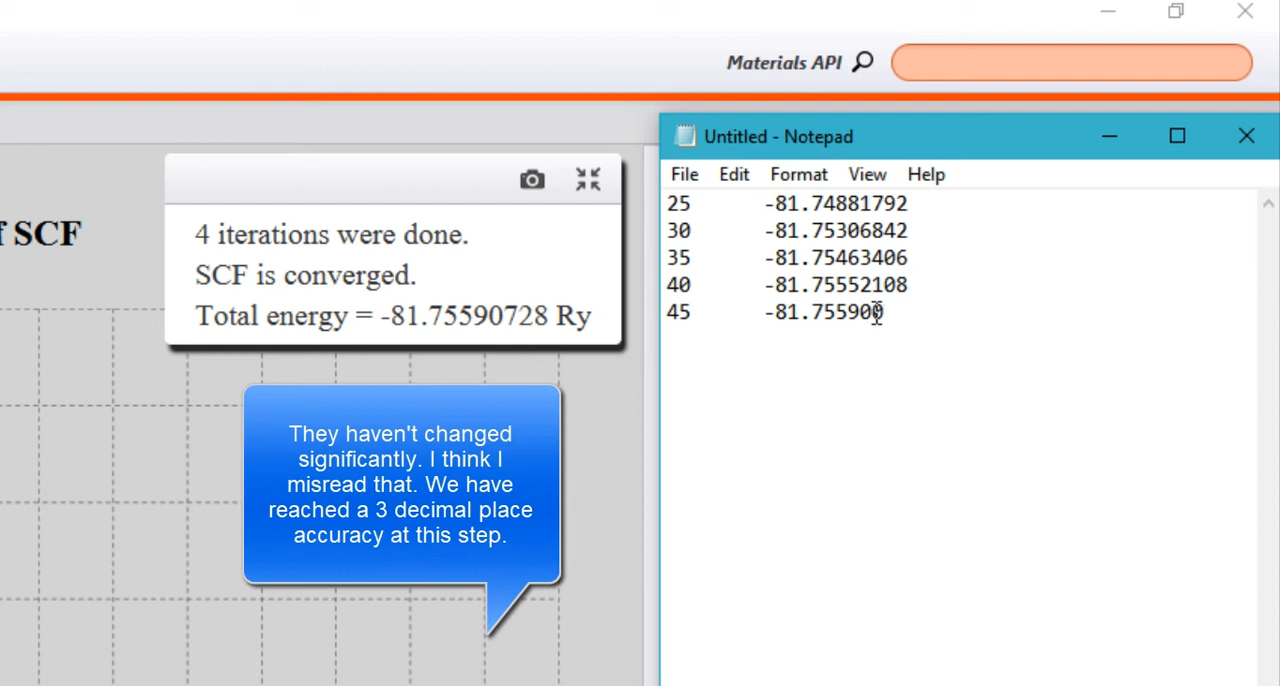 Materials API
Untitled - Notepad
File Edit Format View Help
25 -81.74881792
30 -81.75306842
35 -81.75463406
40 -81.75552108
45 -81.755900
f SCF
4 iterations were done.
SCF is converged.
Total energy = -81.75590728 Ry
They haven't changed
significantly. I think I
misread that. We have
reached a 3 decimal place
accuracy at this step.